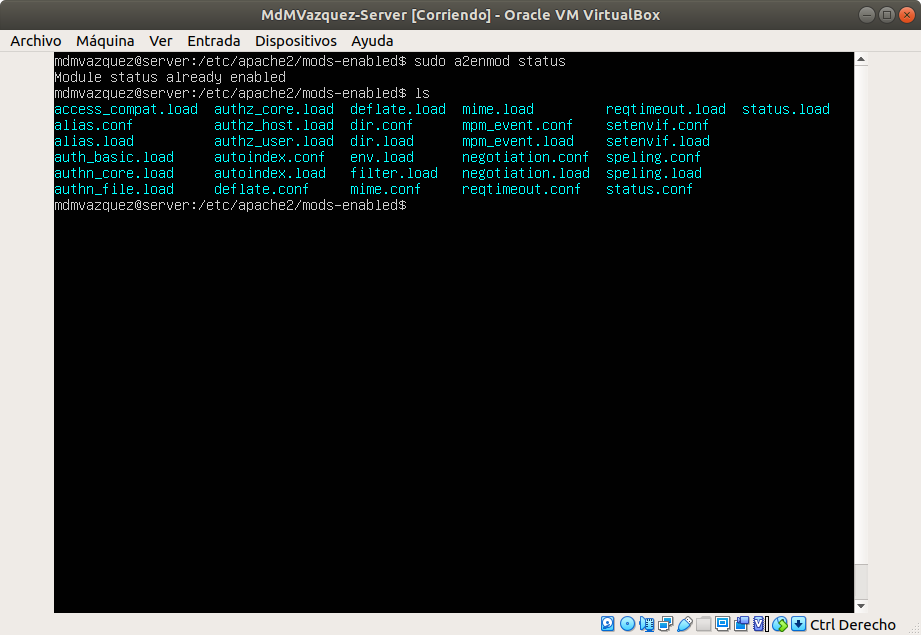 MdMVazquez-Server [Corriendo] - Oracle VM VirtualBox
Archivo Máquina Ver Entrada Dispositivos Ayuda
mdmvazquez@server:/etc/apache2/mods-enabled$ sudo a2enmod status
Module status already enabled
mdmvazquez@server:/etc/apache2/mods-enabled$ ls
access_compat.load authz_core.load deflate.load mime.load reqtimeout.load status.load
alias.conf authz_host.load dir.conf mpm_event.conf setenvif.conf
alias.load authz_user.load dir.load mpm_event.load setenvif.load
auth_basic.load autoindex.conf env.load negotiation.conf speling.conf
authn_core.load autoindex.load filter.load negotiation.load speling.load
authn_file.load deflate.conf mime.conf reqtimeout.conf status.conf
mdmvazquez@server:/etc/apache2/mods-enabled$
Ctrl Derecho